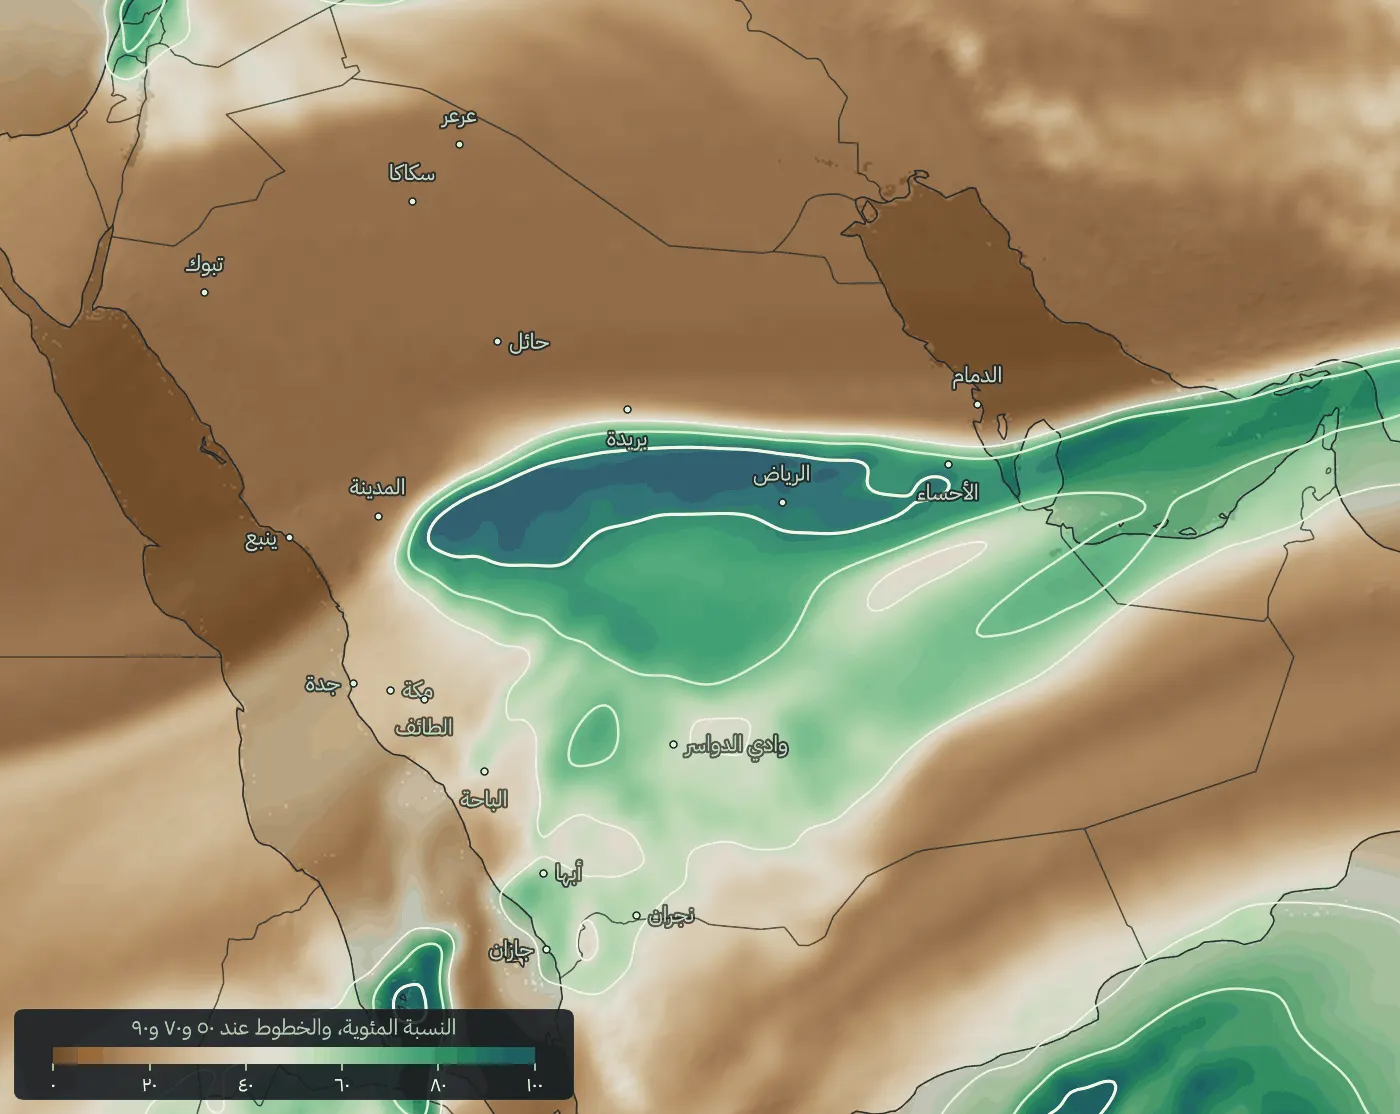 عرعر
سكاكا
تبوك
حائل
الدمام
بريدة
الرياض
الأحساء
المدينة
ينبع
جدة
مكة
الطائف
وادي الدواسر
الباحة
أبها
نجران
جازان
النسبة المئوية، والخطوط عند ٥٠ و٧٠ و٩٠
٠ ٢٠ ٤٠ ٦٠ ٨٠ ١٠٠